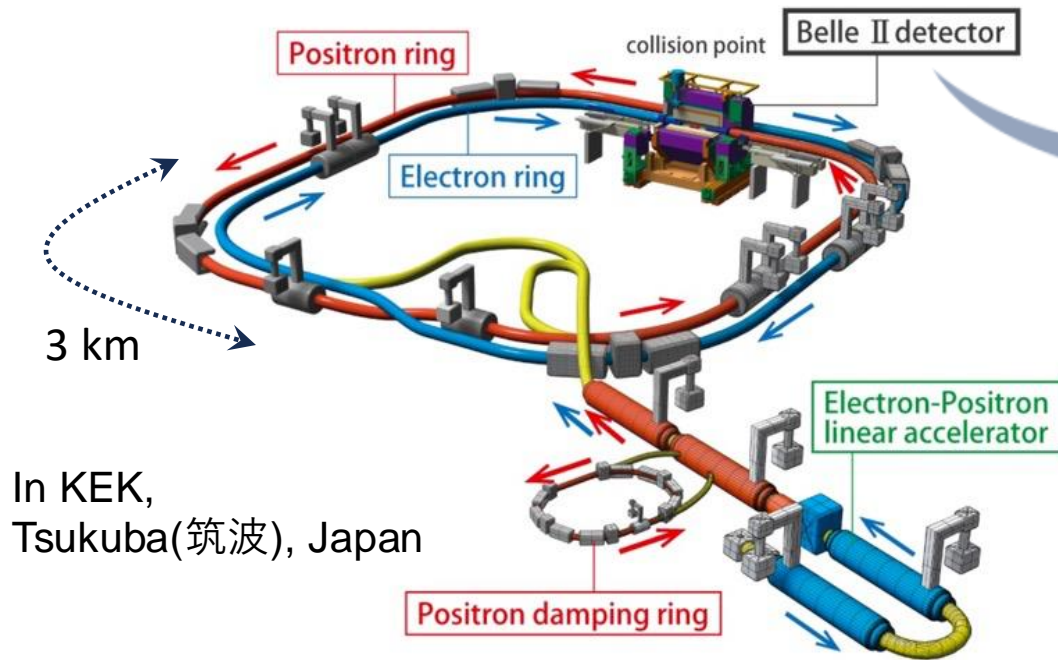 collision point
Belle Ⅱ detector
Positron ring
Electron ring
3 km
Electron-Positron
linear accelerator
In KEK,
Tsukuba(筑波), Japan
Positron damping ring